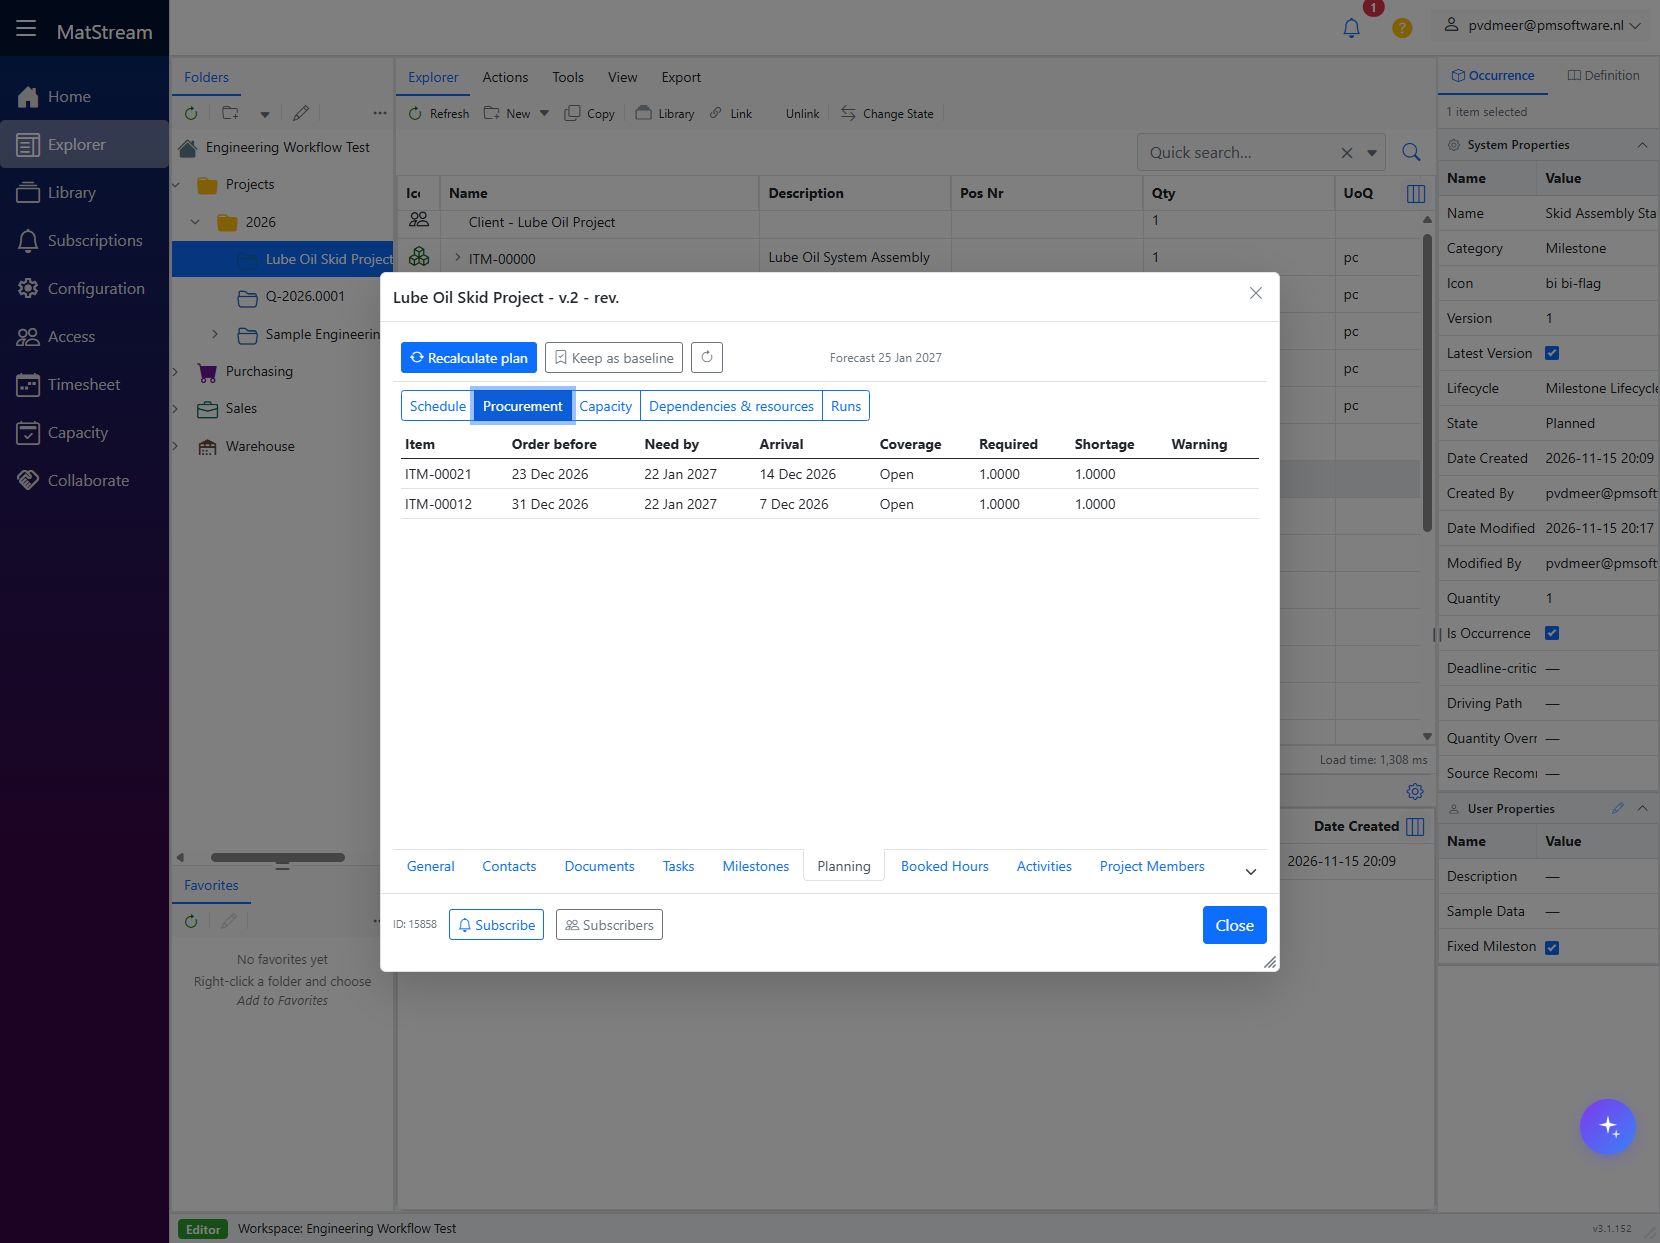 MatStream
1
?
pvdmeer@pmsoftware.nl
Home
Explorer
Library
Subscriptions
Configuration
Access
Timesheet
Capacity
Collaborate
Folders
Engineering Workflow Test
Projects
2026
Lube Oil Skid Project
Q-2026.0001
Sample Engineerin
Purchasing
Sales
Warehouse
Favorites
No favorites yet
Right-click a folder and choose
Add to Favorites
Explorer Actions Tools View Export
Refresh New Copy Library Link Unlink Change State
Quick search...
Name Description Pos Nr Qty UoQ
Client - Lube Oil Project 1
ITM-00000 Lube Oil System Assembly 1 pc
pc
pc
pc
pc
Load time: 1,308 ms
Date Created
2026-11-15 20:09
Lube Oil Skid Project - v.2 - rev.
Recalculate plan Keep as baseline Forecast 25 Jan 2027
Schedule Procurement Capacity Dependencies & resources Runs
Item Order before Need by Arrival Coverage Required Shortage Warning
ITM-00021 23 Dec 2026 22 Jan 2027 14 Dec 2026 Open 1.0000 1.0000
ITM-00012 31 Dec 2026 22 Jan 2027 7 Dec 2026 Open 1.0000 1.0000
General Contacts Documents Tasks Milestones Planning Booked Hours Activities Project Members
ID: 15858 Subscribe Subscribers Close
Occurrence Definition
1 item selected
System Properties
Name Value
Name Skid Assembly Sta
Category Milestone
Icon bi bi-flag
Version 1
Latest Version
Lifecycle Milestone Lifecycle
State Planned
Date Created 2026-11-15 20:09
Created By pvdmeer@pmsoft
Date Modified 2026-11-15 20:17
Modified By pvdmeer@pmsoft
Quantity 1
Is Occurrence
Deadline-critic —
Driving Path —
Quantity Overr —
Source Recom —
User Properties
Name Value
Description —
Sample Data —
Fixed Mileston
Editor Workspace: Engineering Workflow Test
v3.1.152